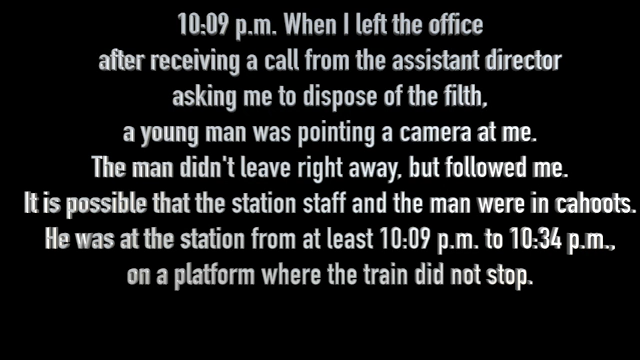 10:09 p.m. When I left the office
after receiving a call from the assistant director
asking me to dispose of the filth,
a young man was pointing a camera at me.
The man didn't leave right away, but followed me.
It is possible that the station staff and the man were in cahoots.
He was at the station from at least 10:09 p.m. to 10:34 p.m.,
on a platform where the train did not stop.